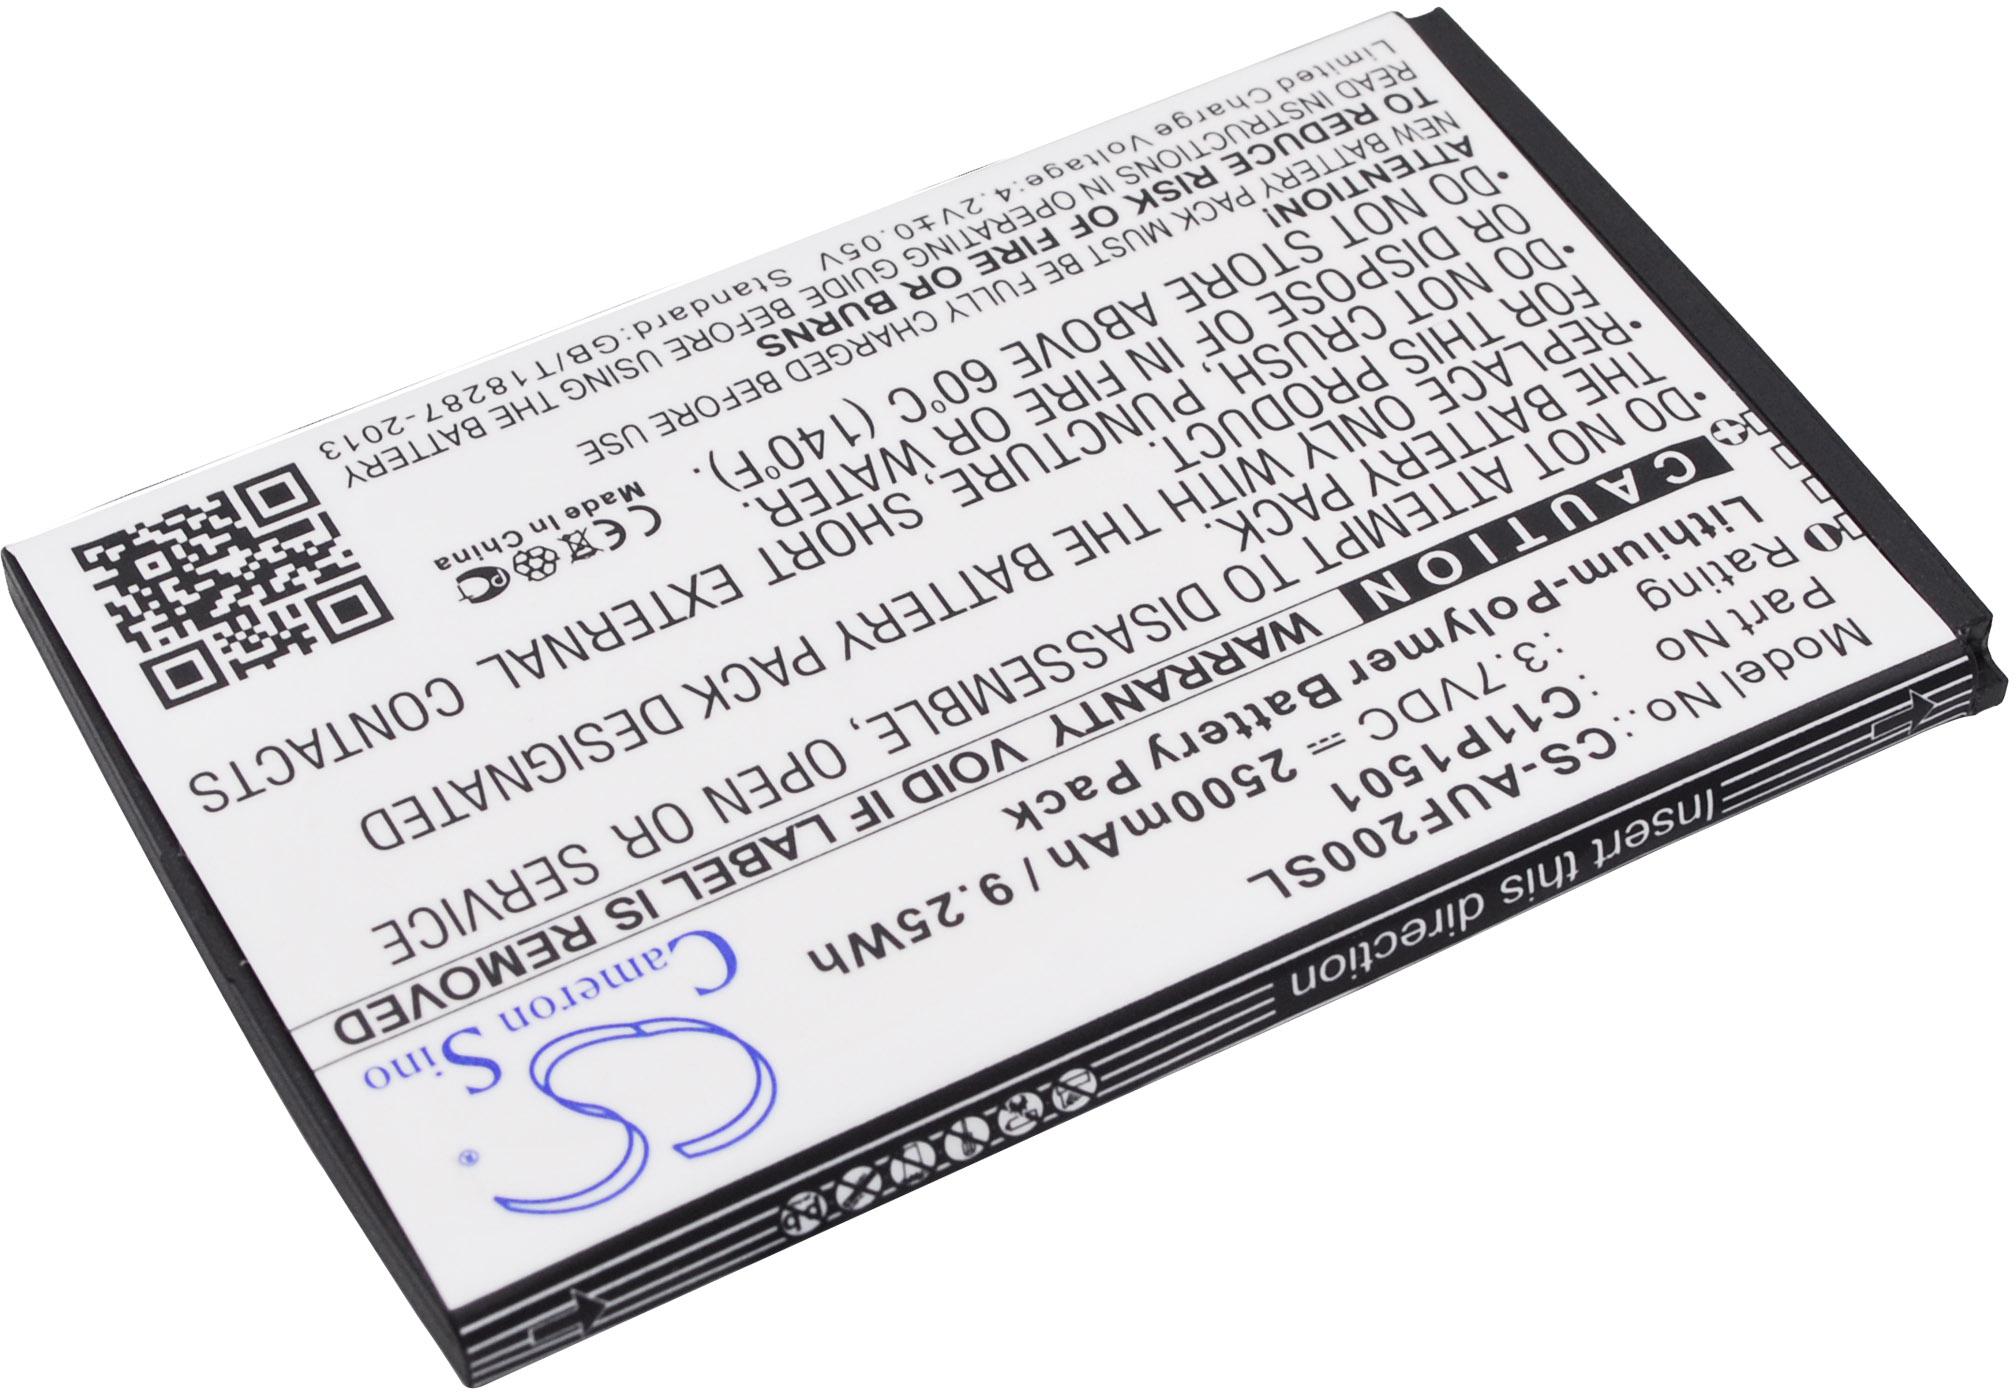 Model No.: CS-AUF200SL
Part No : C11P1501
Rating : 3.7VDC ⎓ 2500mAh / 9.25Wh
Lithium-Polymer Battery Pack
Cameron Sino
®
CAUTION WARRANTY VOID IF LABEL IS REMOVED
•DO NOT ATTEMPT TO DISASSEMBLE, OPEN OR SERVICE
THE BATTERY PACK.
•REPLACE ONLY WITH THE BATTERY PACK DESIGNATED
FOR THIS PRODUCT.
•DO NOT CRUSH, PUNCTURE, SHORT EXTERNAL CONTACTS
OR DISPOSE OF IN FIRE OR WATER.
•DO NOT STORE ABOVE 60°C (140°F).
ATTENTION!
NEW BATTERY PACK MUST BE FULLY CHARGED BEFORE USE
TO REDUCE RISK OF FIRE OR BURNS
READ INSTRUCTIONS IN OPERATING GUIDE BEFORE USING THE BATTERY
Limited Charge Voltage:4.2V±0.05V Standard:GB/T18287-2013
CE
PC
Made in China
Insert this direction
Pb